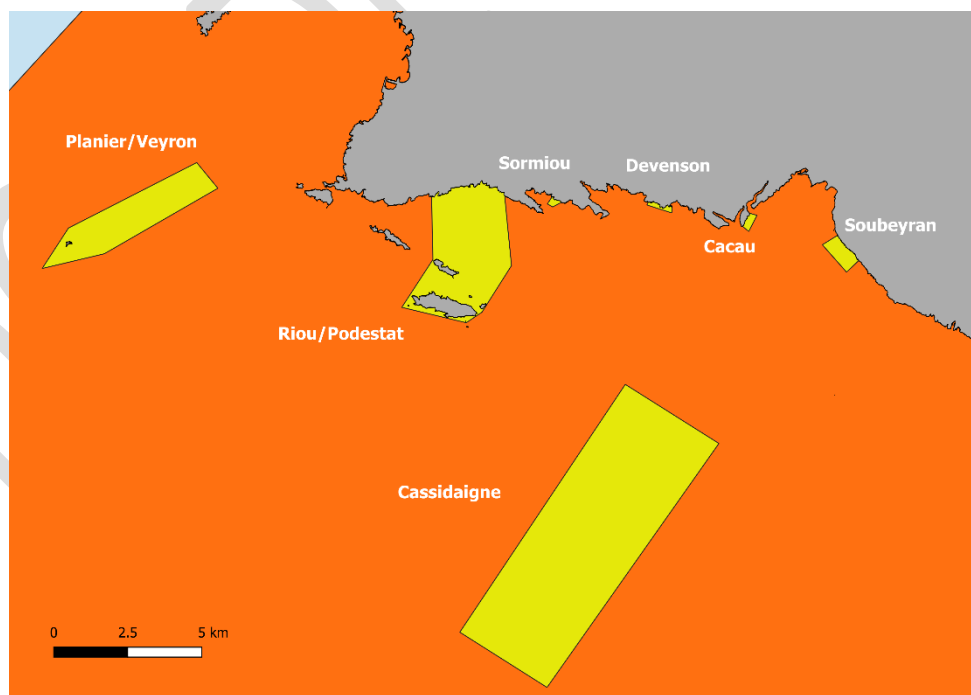 Planier/Veyron
Sormiou
Devenson
Cacau
Soubeyran
Riou/Podestat
Cassidaigne
0 2.5 5 km